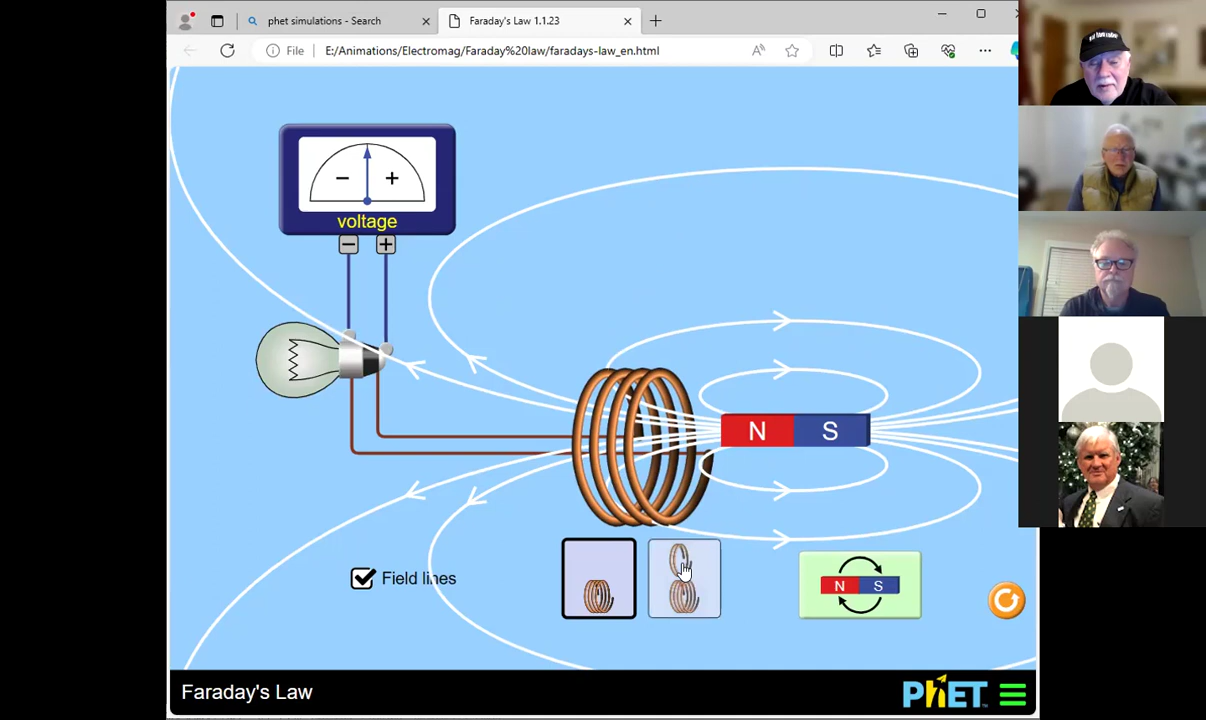 phet simulations - Search
Faraday's Law 1.1.23
File
E:/Animations/Electromag/Faraday%20law/faradays-law_en.html
− +
voltage
− +
N S
Field lines
N S
Faraday's Law
PhET